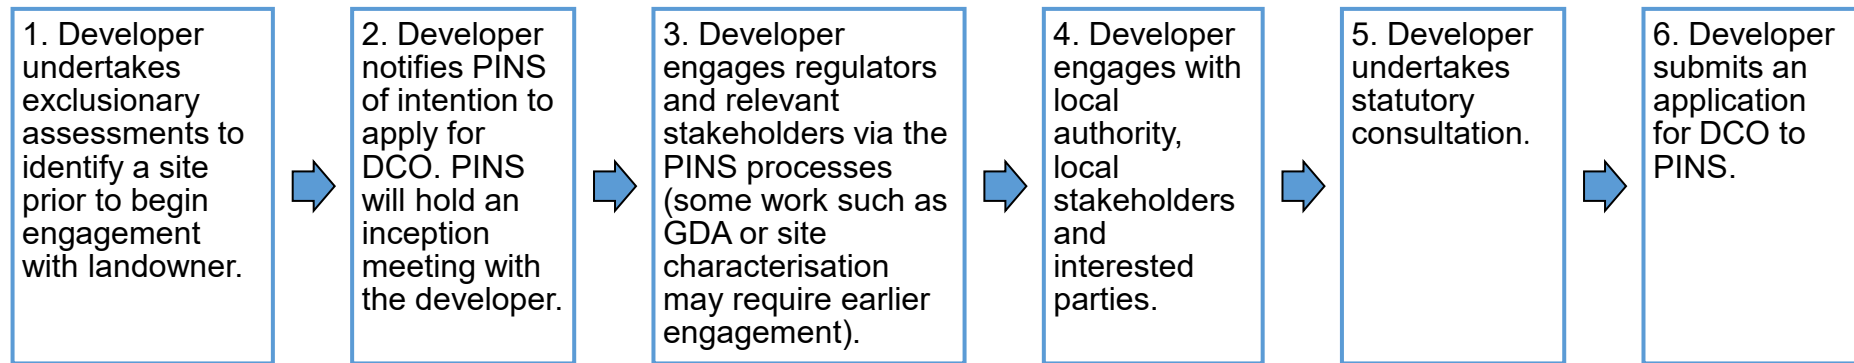 1. Developer
undertakes
exclusionary
assessments to
identify a site
prior to begin
engagement
with landowner.
2. Developer
notifies PINS
of intention to
apply for
DCO. PINS
will hold an
inception
meeting with
the developer.
3. Developer
engages regulators
and relevant
stakeholders via the
PINS processes
(some work such as
GDA or site
characterisation
may require earlier
engagement).
4. Developer
engages with
local
authority,
local
stakeholders
and
interested
parties.
5. Developer
undertakes
statutory
consultation.
6. Developer
submits an
application
for DCO to
PINS.